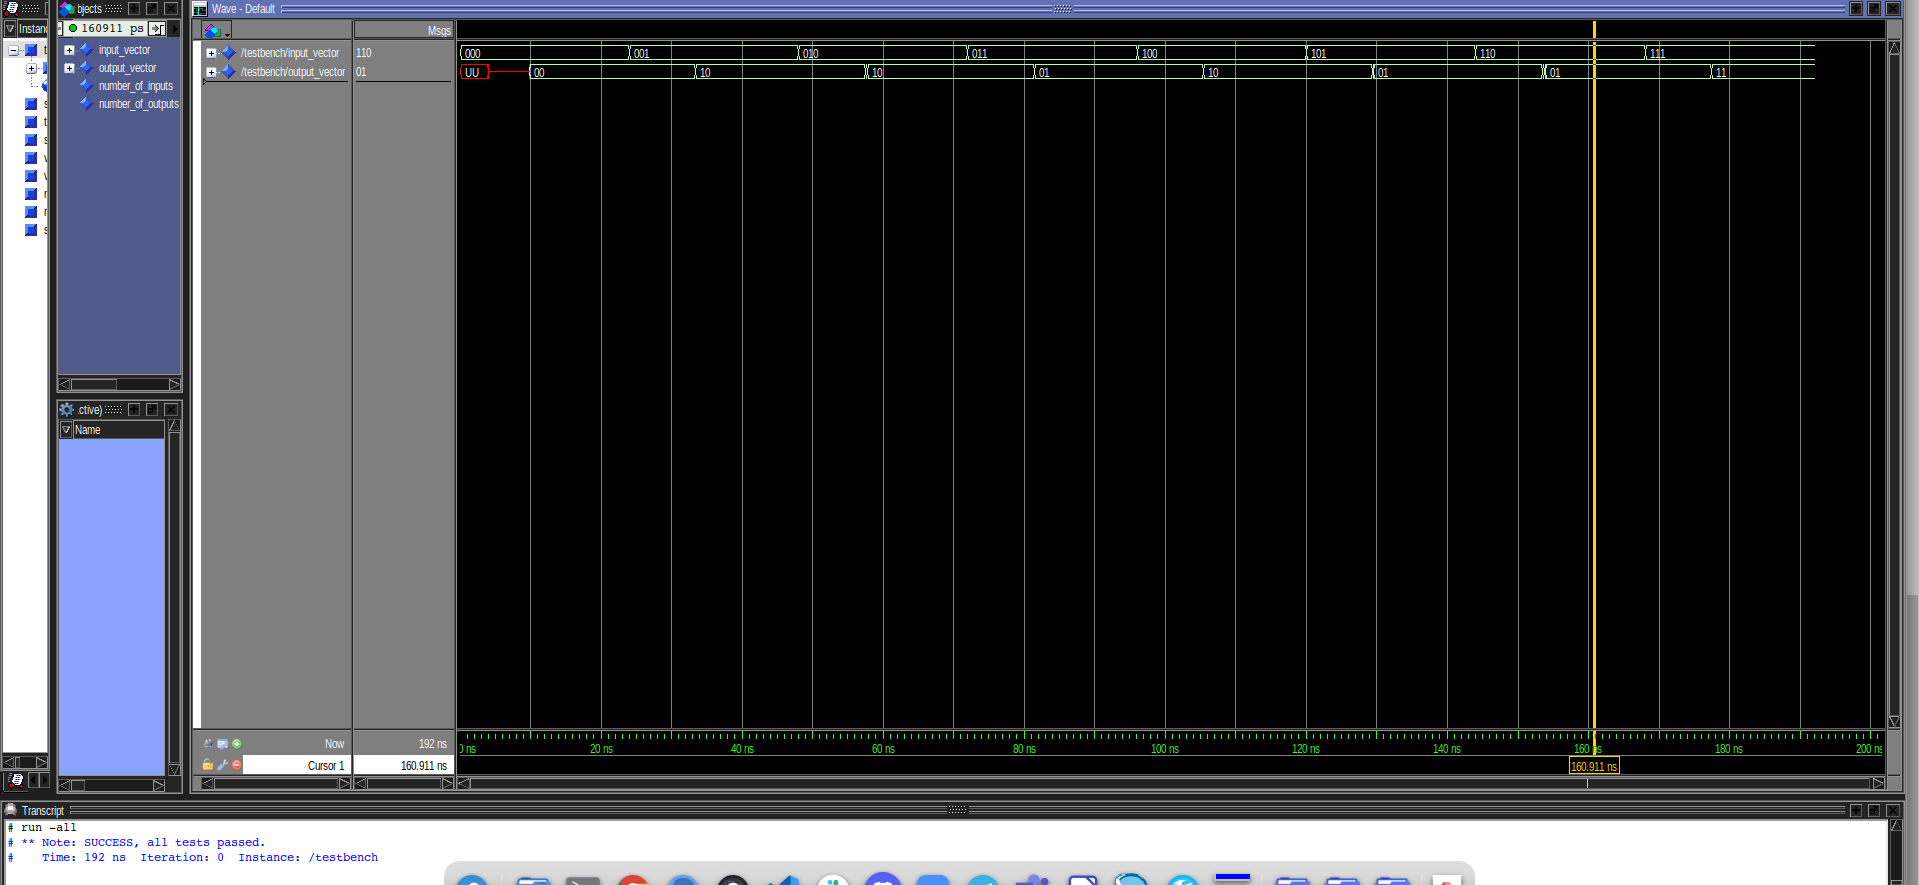 bjects
Wave - Default
Instanc
160911 ps
Msgs
input_vector
output_vector
number_of_inputs
number_of_outputs
/testbench/input_vector 110 000 001 010 011 100 101 110 111
/testbench/output_vector 01 UU 00 10 10 01 10 01 01 11
.ctive)
Name
Now 192 ns
ns 20 ns 40 ns 60 ns 80 ns 100 ns 120 ns 140 ns 160 ns 180 ns 200 ns
Cursor 1 160.911 ns
160.911 ns
Transcript
# run -all
# ** Note: SUCCESS, all tests passed.
# Time: 192 ns Iteration: 0 Instance: /testbench